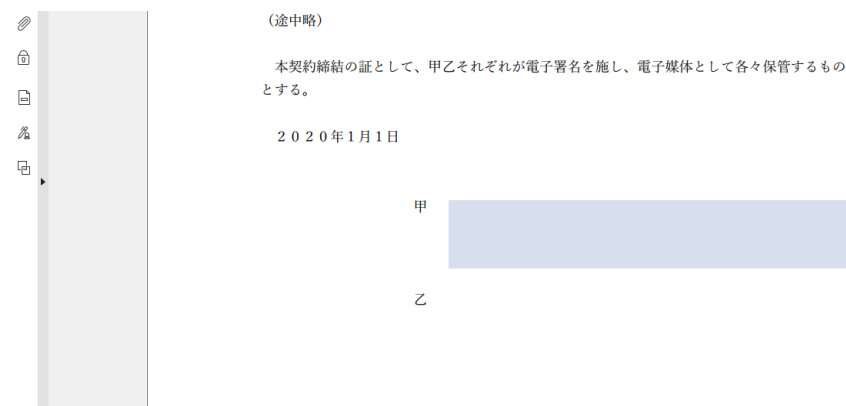 （途中略）
本契約締結の証として、甲乙それぞれが電子署名を施し、電子媒体として各々保管するもの
とする。
２０２０年１月１日
甲
乙